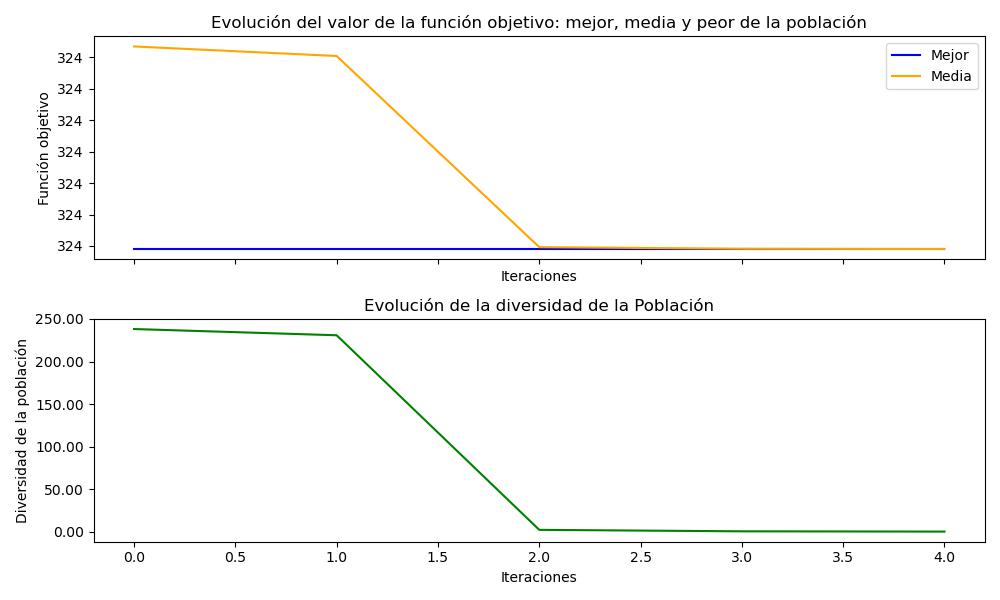 Evolución del valor de la función objetivo: mejor, media y peor de la población
Función objetivo
324
324
324
324
324
324
324
Mejor
Media
Iteraciones
Evolución de la diversidad de la Población
Diversidad de la población
250.00
200.00
150.00
100.00
50.00
0.00
0.0 0.5 1.0 1.5 2.0 2.5 3.0 3.5 4.0
Iteraciones